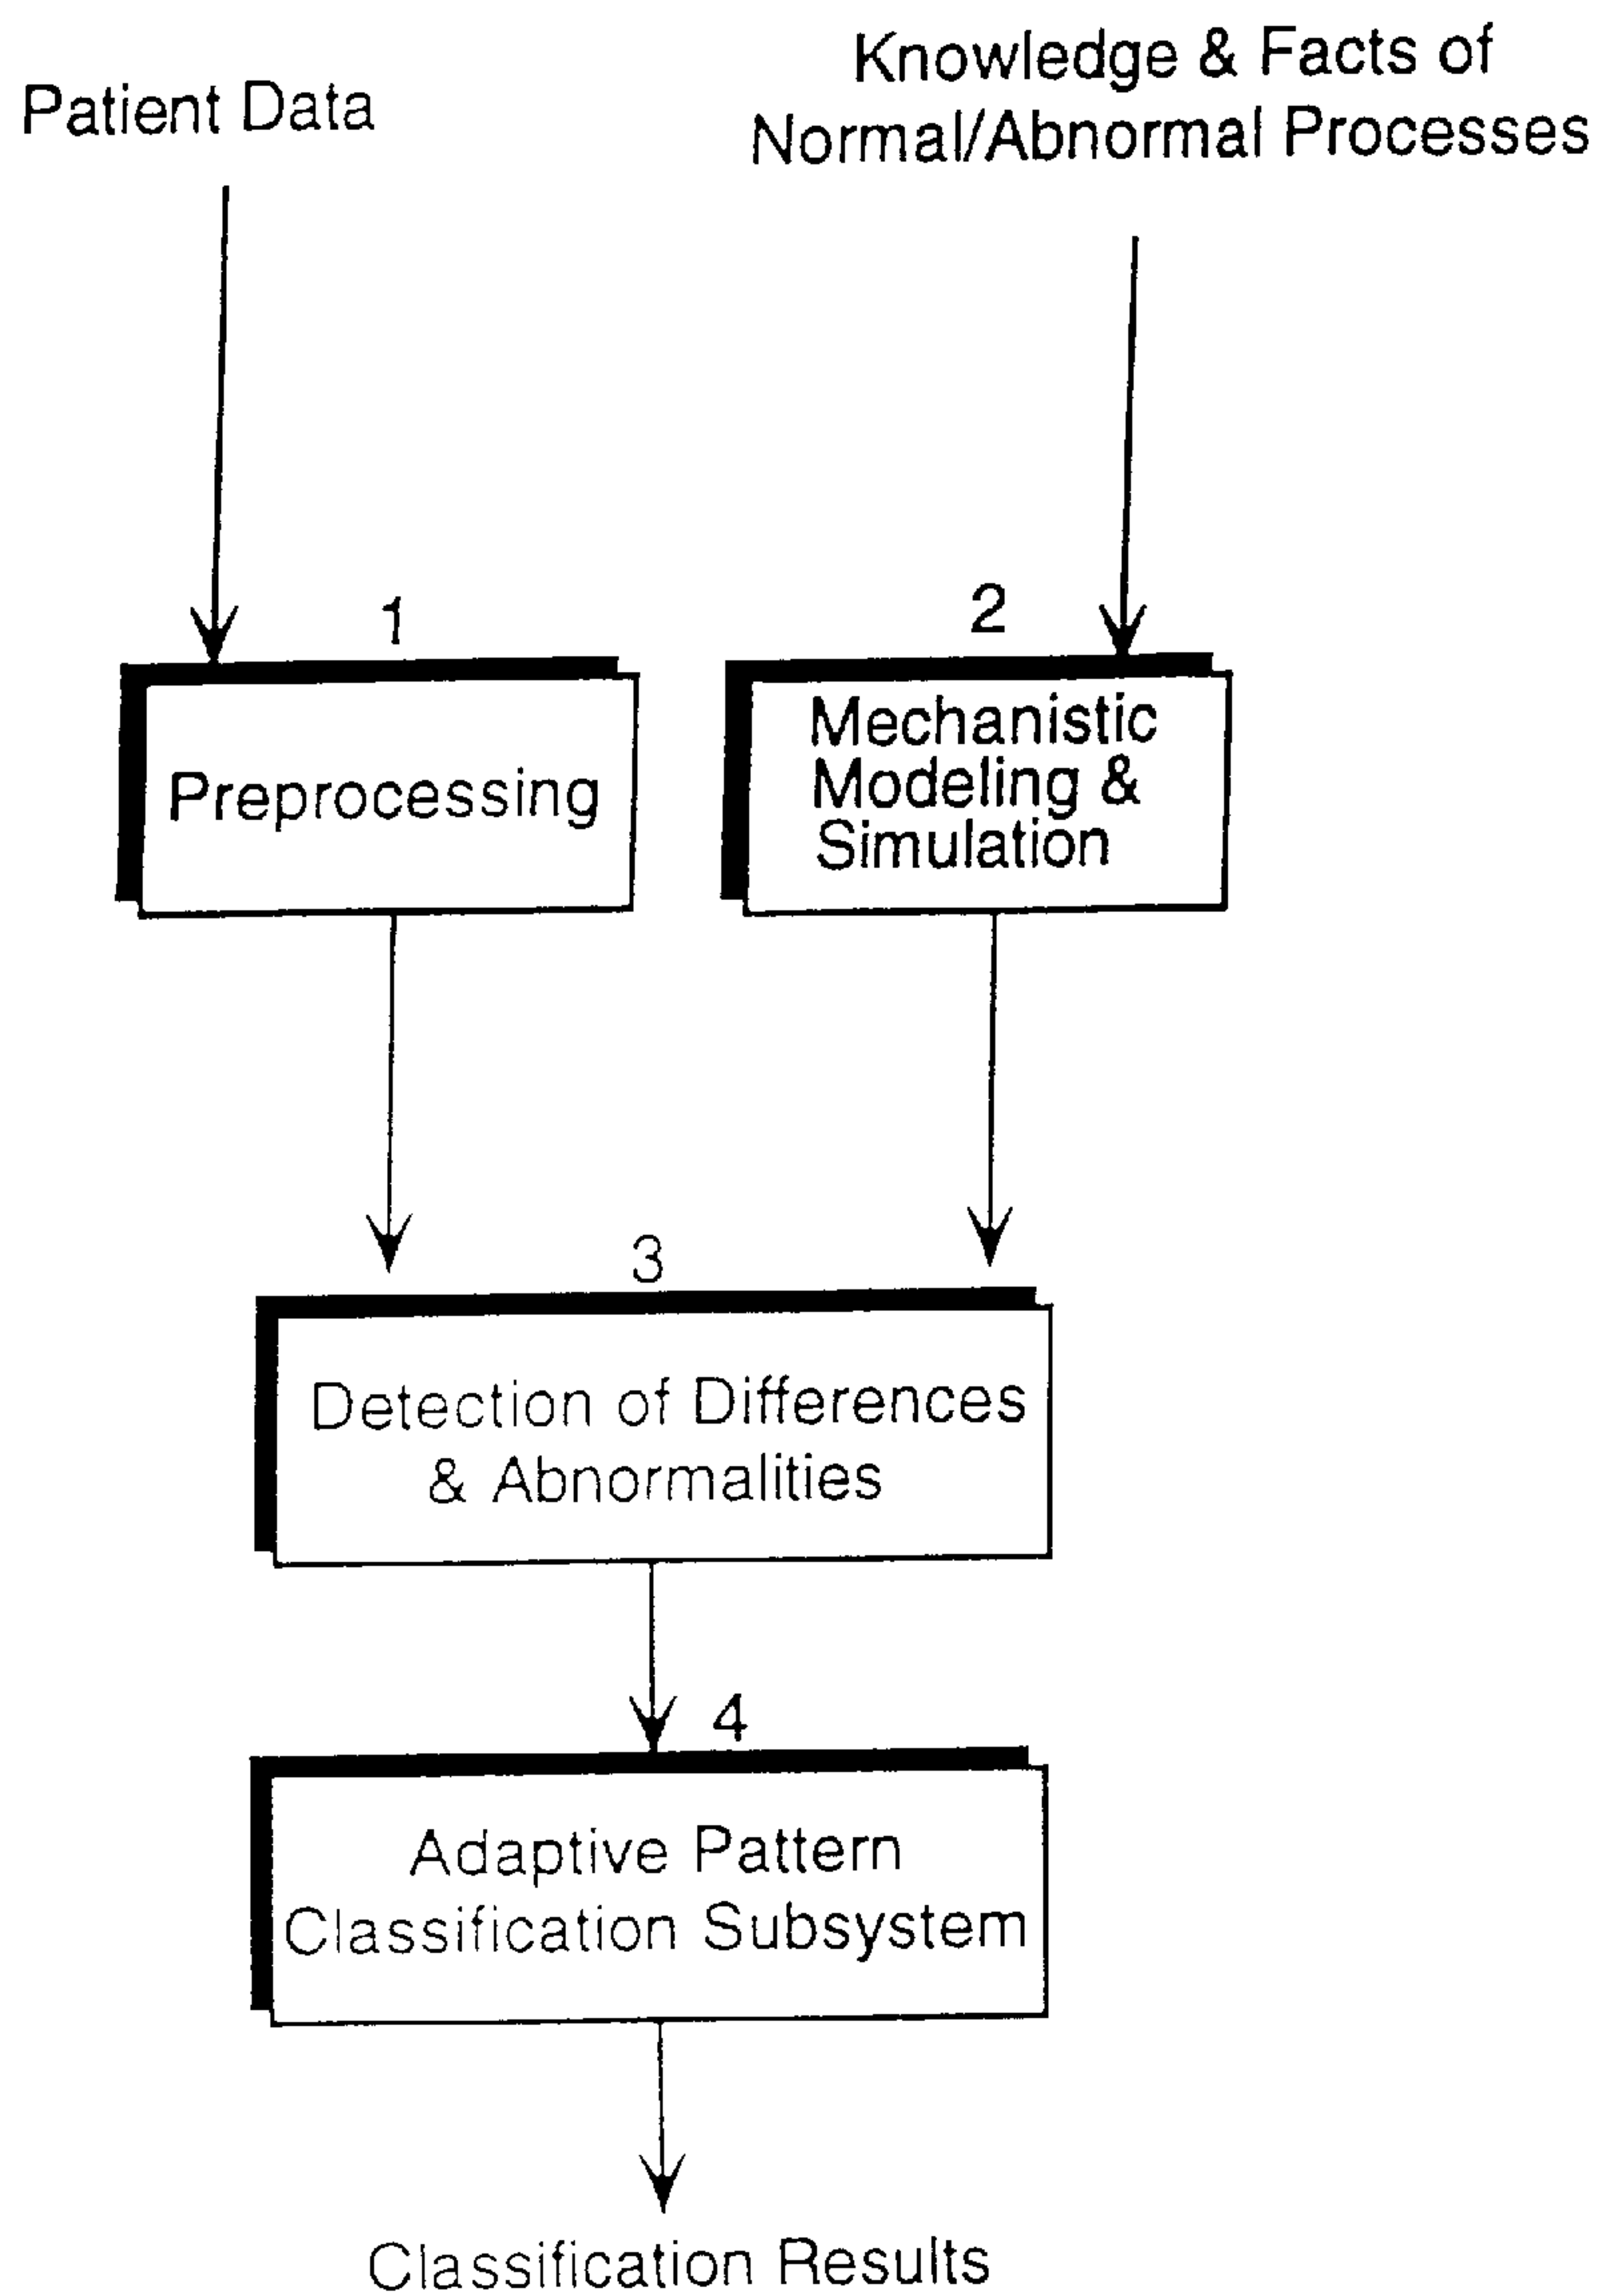 Patient Data
Knowledge & Facts of
Normal/Abnormal Processes
1
Preprocessing
2
Mechanistic
Modeling &
Simulation
3
Detection of Differences
& Abnormalities
4
Adaptive Pattern
Classification Subsystem
Classification Results